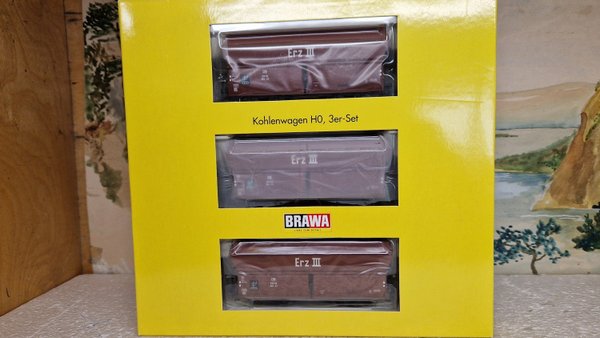 Erz III
Kohlenwagen H0, 3er-Set
Erz III
BRAWA
Erz III